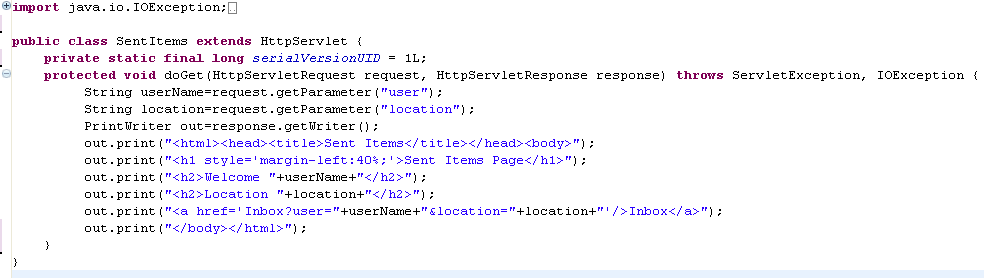 import java.io.IOException;
public class SentItems extends HttpServlet {
    private static final long serialVersionUID = 1L;
    protected void doGet(HttpServletRequest request, HttpServletResponse response) throws ServletException, IOException {
        String userName=request.getParameter("user");
        String location=request.getParameter("location");
        PrintWriter out=response.getWriter();
        out.print("<html><head><title>Sent Items</title></head><body>");
        out.print("<h1 style='margin-left:40%;'>Sent Items Page</h1>");
        out.print("<h2>Welcome "+userName+"</h2>");
        out.print("<h2>Location "+location+"</h2>");
        out.print("<a href='Inbox?user="+userName+"&location="+location+"'/>Inbox</a>");
        out.print("</body></html>");
    }
}